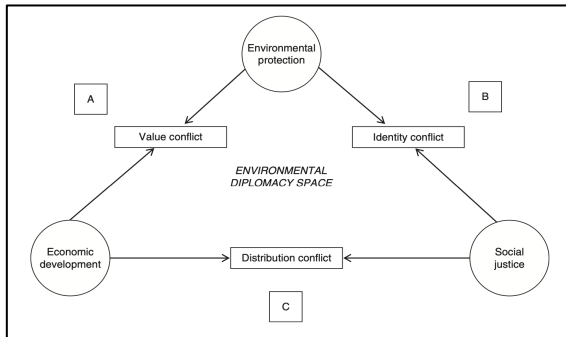 Environmental
protection
A
B
Value conflict
Identity conflict
ENVIRONMENTAL
DIPLOMACY SPACE
Economic
development
Distribution conflict
Social
justice
C